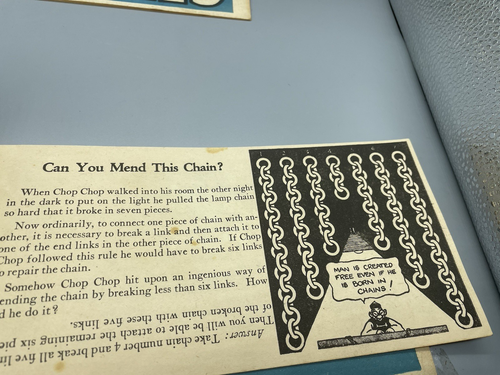 Can You Mend This Chain?
When Chop Chop walked into his room the other night
in the dark to put on the light he pulled the lamp chain
so hard that it broke in seven pieces.
Now ordinarily, to connect one piece of chain with an-
other, it is necessary to break a link and then attach it to
one of the end links in the other piece of chain. If Chop
Chop followed this rule he would have to break six links
to repair the chain.
Somehow Chop Chop hit upon an ingenious way of
ending the chain by breaking less than six links. How
d he do it?
Answer: Take chain number 4 and break all five lin
Then you will be able to attach the remaining six pie
of the broken chain with these five links.
1 2 3 4 5 6 7
MAN IS CREATED
FREE EVEN IF HE
IS BORN IN
CHAINS!